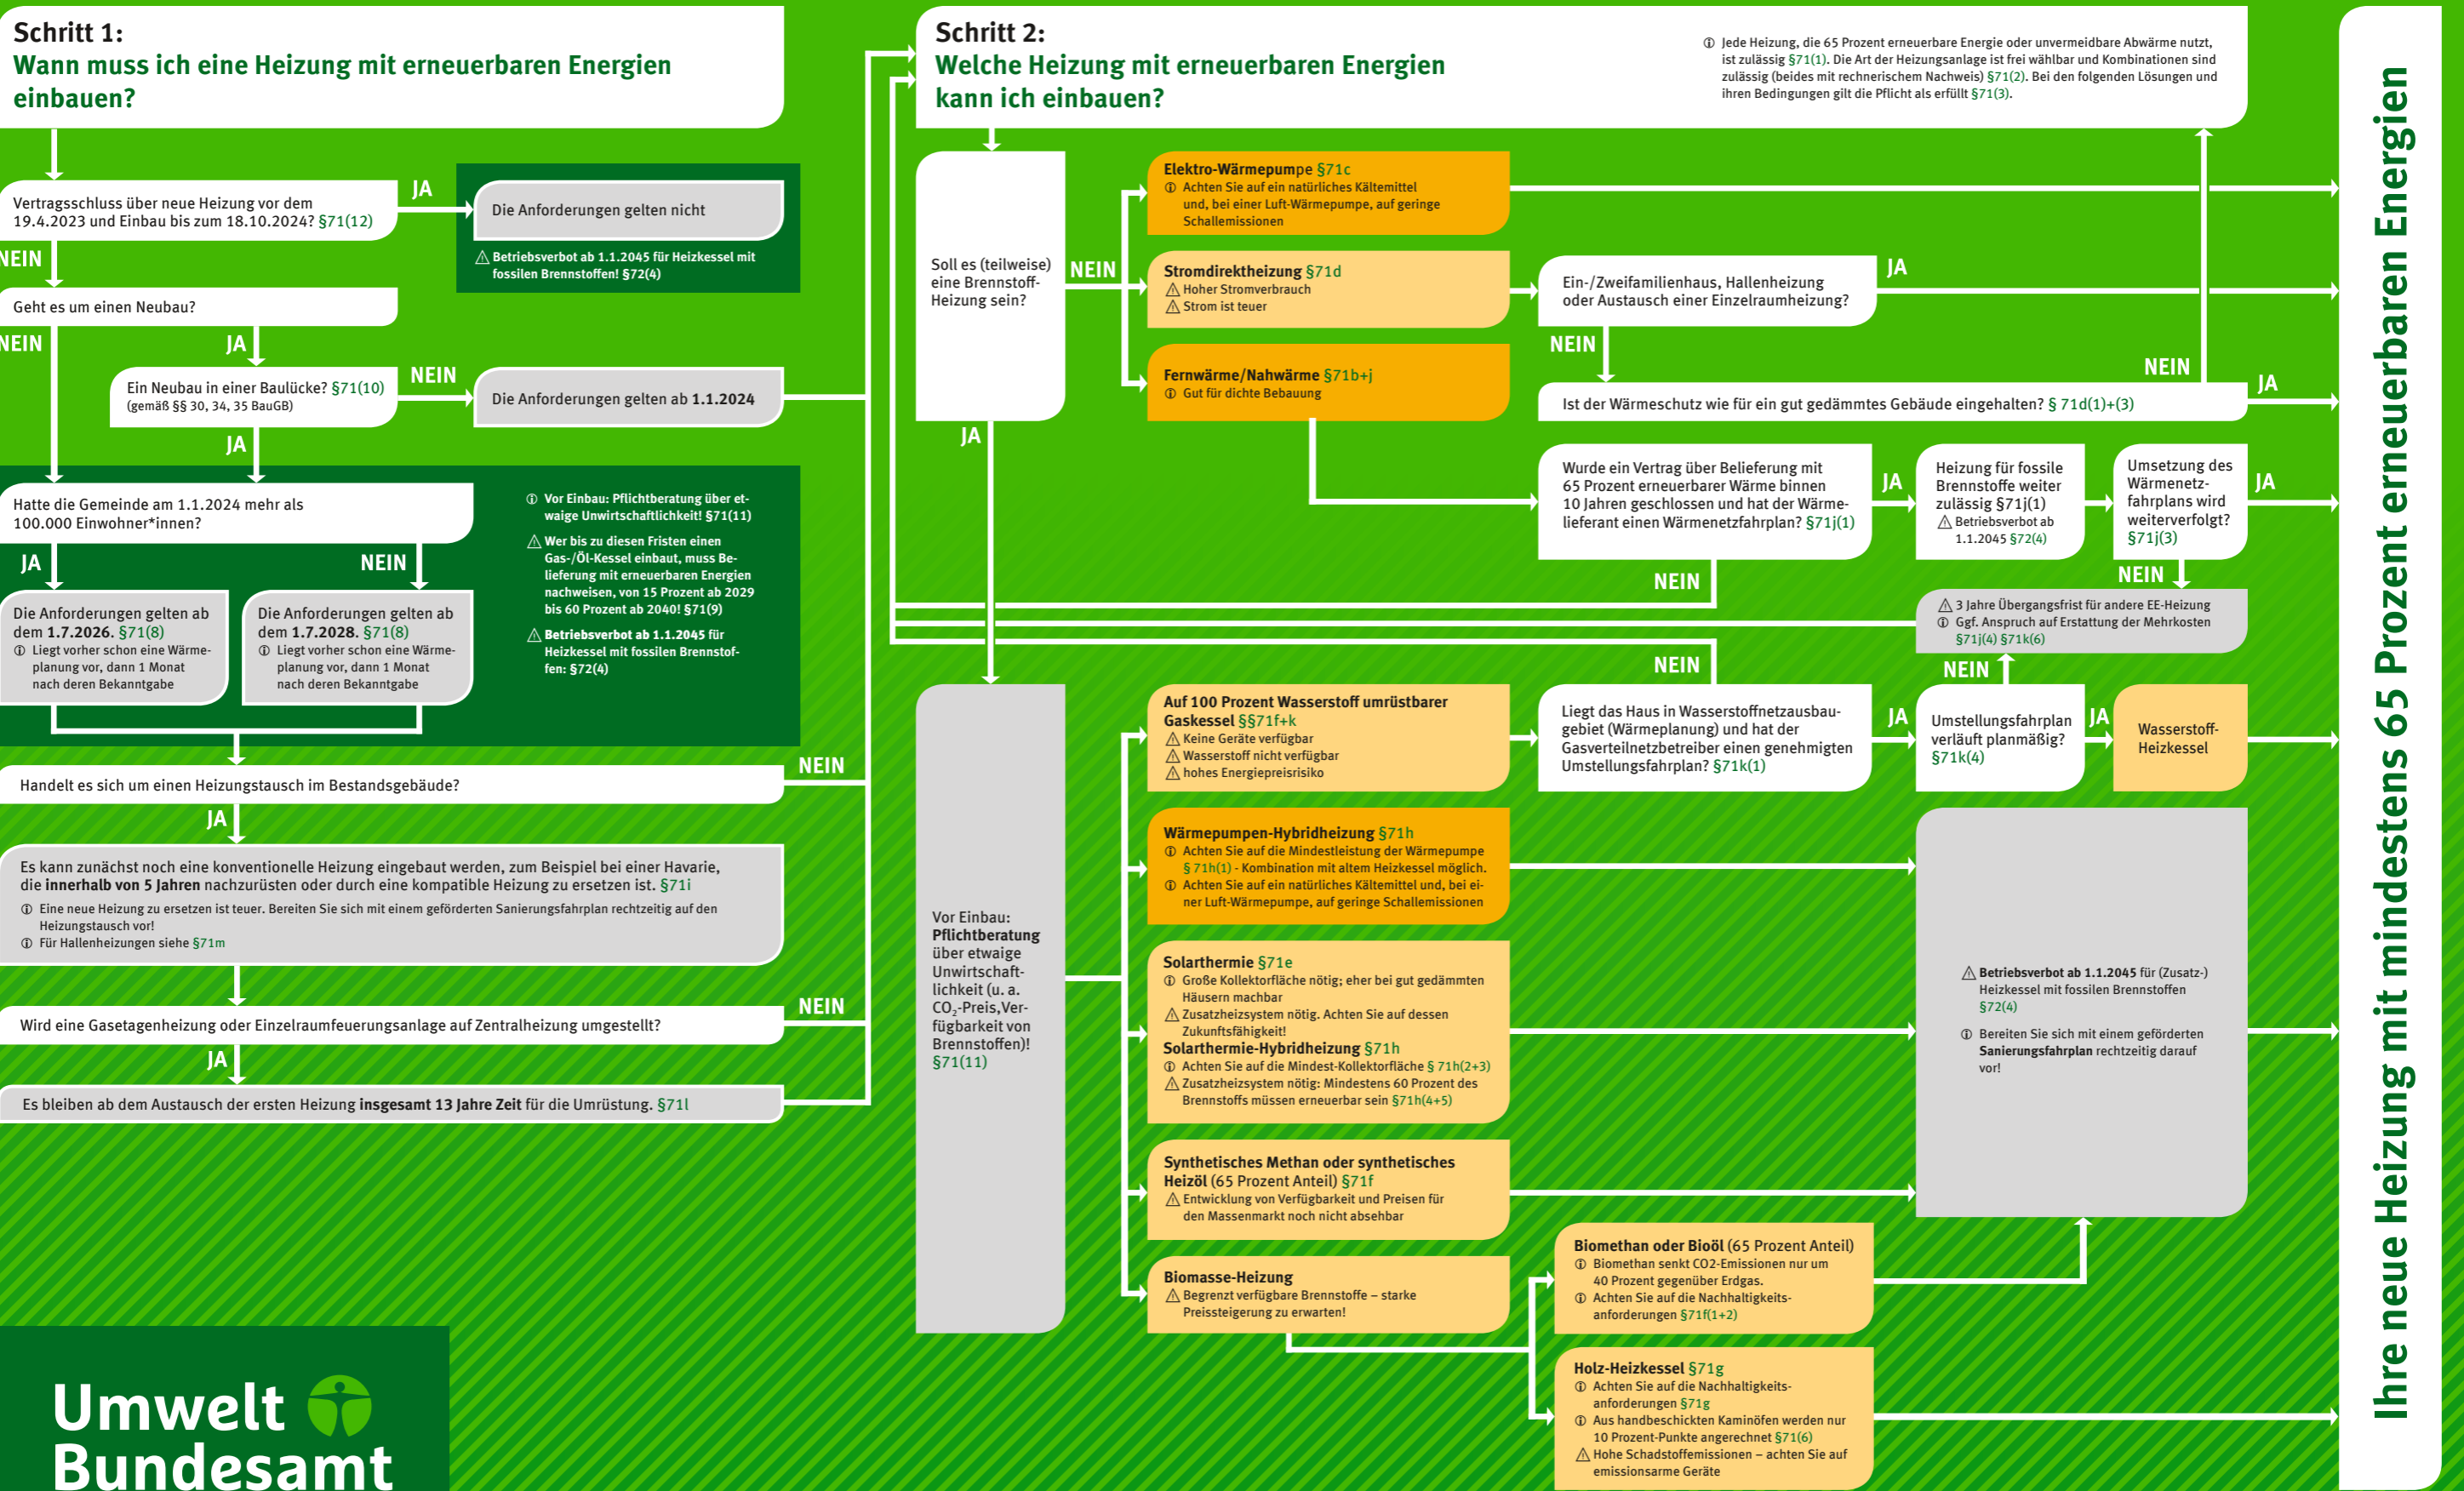 Schritt 1:
Wann muss ich eine Heizung mit erneuerbaren Energien
einbauen?
Vertragsschluss über neue Heizung vor dem
19.4.2023 und Einbau bis zum 18.10.2024? §71(12)
JA
Die Anforderungen gelten nicht
⚠ Betriebsverbot ab 1.1.2045 für Heizkessel mit
fossilen Brennstoffen! §72(4)
NEIN
Geht es um einen Neubau?
NEIN
JA
Ein Neubau in einer Baulücke? §71(10)
(gemäß §§ 30, 34, 35 BauGB)
NEIN
Die Anforderungen gelten ab 1.1.2024
JA
Hatte die Gemeinde am 1.1.2024 mehr als
100.000 Einwohner*innen?
JA
NEIN
Die Anforderungen gelten ab
dem 1.7.2026. §71(8)
ⓘ Liegt vorher schon eine Wärme-
planung vor, dann 1 Monat
nach deren Bekanntgabe
Die Anforderungen gelten ab
dem 1.7.2028. §71(8)
ⓘ Liegt vorher schon eine Wärme-
planung vor, dann 1 Monat
nach deren Bekanntgabe
ⓘ Vor Einbau: Pflichtberatung über et-
waige Unwirtschaftlichkeit! §71(11)
⚠ Wer bis zu diesen Fristen einen
Gas-/Öl-Kessel einbaut, muss Be-
lieferung mit erneuerbaren Energien
nachweisen, von 15 Prozent ab 2029
bis 60 Prozent ab 2040! §71(9)
⚠ Betriebsverbot ab 1.1.2045 für
Heizkessel mit fossilen Brennstof-
fen: §72(4)
Handelt es sich um einen Heizungstausch im Bestandsgebäude?
NEIN
JA
Es kann zunächst noch eine konventionelle Heizung eingebaut werden, zum Beispiel bei einer Havarie,
die innerhalb von 5 Jahren nachzurüsten oder durch eine kompatible Heizung zu ersetzen ist. §71i
ⓘ Eine neue Heizung zu ersetzen ist teuer. Bereiten Sie sich mit einem geförderten Sanierungsfahrplan rechtzeitig auf den
Heizungstausch vor!
ⓘ Für Hallenheizungen siehe §71m
Wird eine Gasetagenheizung oder Einzelraumfeuerungsanlage auf Zentralheizung umgestellt?
NEIN
JA
Es bleiben ab dem Austausch der ersten Heizung insgesamt 13 Jahre Zeit für die Umrüstung. §71l
Umwelt
Bundesamt
Schritt 2:
Welche Heizung mit erneuerbaren Energien
kann ich einbauen?
ⓘ Jede Heizung, die 65 Prozent erneuerbare Energie oder unvermeidbare Abwärme nutzt,
ist zulässig §71(1). Die Art der Heizungsanlage ist frei wählbar und Kombinationen sind
zulässig (beides mit rechnerischem Nachweis) §71(2). Bei den folgenden Lösungen und
ihren Bedingungen gilt die Pflicht als erfüllt §71(3).
Soll es (teilweise)
eine Brennstoff-
Heizung sein?
NEIN
JA
Elektro-Wärmepumpe §71c
ⓘ Achten Sie auf ein natürliches Kältemittel
und, bei einer Luft-Wärmepumpe, auf geringe
Schallemissionen
Stromdirektheizung §71d
⚠ Hoher Stromverbrauch
⚠ Strom ist teuer
Ein-/Zweifamilienhaus, Hallenheizung
oder Austausch einer Einzelraumheizung?
JA
NEIN
Ist der Wärmeschutz wie für ein gut gedämmtes Gebäude eingehalten? § 71d(1)+(3)
NEIN
JA
Fernwärme/Nahwärme §71b+j
ⓘ Gut für dichte Bebauung
Wurde ein Vertrag über Belieferung mit
65 Prozent erneuerbarer Wärme binnen
10 Jahren geschlossen und hat der Wärme-
lieferant einen Wärmenetzfahrplan? §71j(1)
JA
NEIN
Heizung für fossile
Brennstoffe weiter
zulässig §71j(1)
⚠ Betriebsverbot ab
1.1.2045 §72(4)
Umsetzung des
Wärmenetz-
fahrplans wird
weiterverfolgt?
§71j(3)
JA
NEIN
⚠ 3 Jahre Übergangsfrist für andere EE-Heizung
ⓘ Ggf. Anspruch auf Erstattung der Mehrkosten
§71j(4) §71k(6)
Vor Einbau:
Pflichtberatung
über etwaige
Unwirtschaft-
lichkeit (u. a.
CO₂-Preis,Ver-
fügbarkeit von
Brennstoffen)!
§71(11)
Auf 100 Prozent Wasserstoff umrüstbarer
Gaskessel §§71f+k
⚠ Keine Geräte verfügbar
⚠ Wasserstoff nicht verfügbar
⚠ hohes Energiepreisrisiko
NEIN
Liegt das Haus in Wasserstoffnetzausbau-
gebiet (Wärmeplanung) und hat der
Gasverteilnetzbetreiber einen genehmigten
Umstellungsfahrplan? §71k(1)
JA
NEIN
Umstellungsfahrplan
verläuft planmäßig?
§71k(4)
JA
Wasserstoff-
Heizkessel
Wärmepumpen-Hybridheizung §71h
ⓘ Achten Sie auf die Mindestleistung der Wärmepumpe
§ 71h(1) - Kombination mit altem Heizkessel möglich.
ⓘ Achten Sie auf ein natürliches Kältemittel und, bei ei-
ner Luft-Wärmepumpe, auf geringe Schallemissionen
Solarthermie §71e
ⓘ Große Kollektorfläche nötig; eher bei gut gedämmten
Häusern machbar
⚠ Zusatzheizsystem nötig. Achten Sie auf dessen
Zukunftsfähigkeit!
Solarthermie-Hybridheizung §71h
ⓘ Achten Sie auf die Mindest-Kollektorfläche § 71h(2+3)
⚠ Zusatzheizsystem nötig: Mindestens 60 Prozent des
Brennstoffs müssen erneuerbar sein §71h(4+5)
Synthetisches Methan oder synthetisches
Heizöl (65 Prozent Anteil) §71f
⚠ Entwicklung von Verfügbarkeit und Preisen für
den Massenmarkt noch nicht absehbar
Biomasse-Heizung
⚠ Begrenzt verfügbare Brennstoffe – starke
Preissteigerung zu erwarten!
Biomethan oder Bioöl (65 Prozent Anteil)
ⓘ Biomethan senkt CO2-Emissionen nur um
40 Prozent gegenüber Erdgas.
ⓘ Achten Sie auf die Nachhaltigkeits-
anforderungen §71f(1+2)
Holz-Heizkessel §71g
ⓘ Achten Sie auf die Nachhaltigkeits-
anforderungen §71g
ⓘ Aus handbeschickten Kaminöfen werden nur
10 Prozent-Punkte angerechnet §71(6)
⚠ Hohe Schadstoffemissionen – achten Sie auf
emissionsarme Geräte
⚠ Betriebsverbot ab 1.1.2045 für (Zusatz-)
Heizkessel mit fossilen Brennstoffen
§72(4)
ⓘ Bereiten Sie sich mit einem geförderten
Sanierungsfahrplan rechtzeitig darauf
vor!
Ihre neue Heizung mit mindestens 65 Prozent erneuerbaren Energien